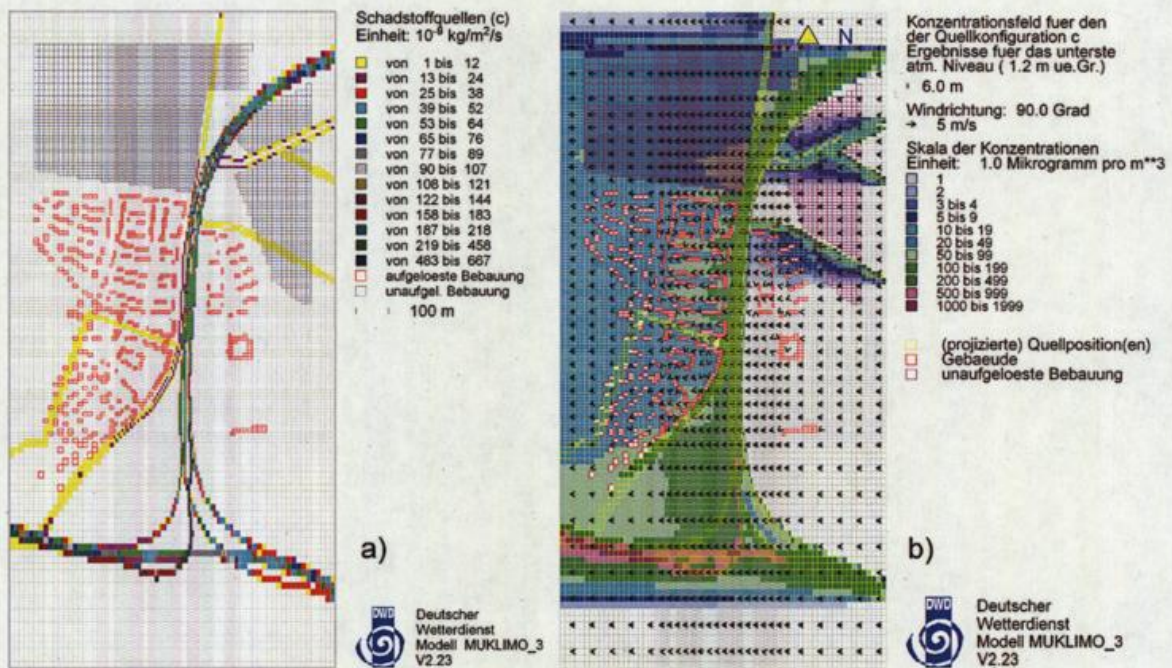 Schadstoffquellen (c)
Einheit: 10⁻⁸ kg/m²/s
von 1 bis 12
von 13 bis 24
von 25 bis 38
von 39 bis 52
von 53 bis 64
von 65 bis 76
von 77 bis 89
von 90 bis 107
von 108 bis 121
von 122 bis 144
von 158 bis 183
von 187 bis 218
von 219 bis 458
von 483 bis 667
aufgeloeste Bebauung
unaufgel. Bebauung
100 m
a)
DWD
Deutscher
Wetterdienst
Modell MUKLIMO_3
V2.23
N
Konzentrationsfeld fuer den
der Quellkonfiguration c
Ergebnisse fuer das unterste
atm. Niveau ( 1.2 m ue.Gr.)
6.0 m
Windrichtung: 90.0 Grad
5 m/s
Skala der Konzentrationen
Einheit: 1.0 Mikrogramm pro m**3
1
2
3 bis 4
5 bis 9
10 bis 19
20 bis 49
50 bis 99
100 bis 199
200 bis 499
500 bis 999
1000 bis 1999
(projizierte) Quellposition(en)
Gebaeude
unaufgeloeste Bebauung
b)
DWD
Deutscher
Wetterdienst
Modell MUKLIMO_3
V2.23